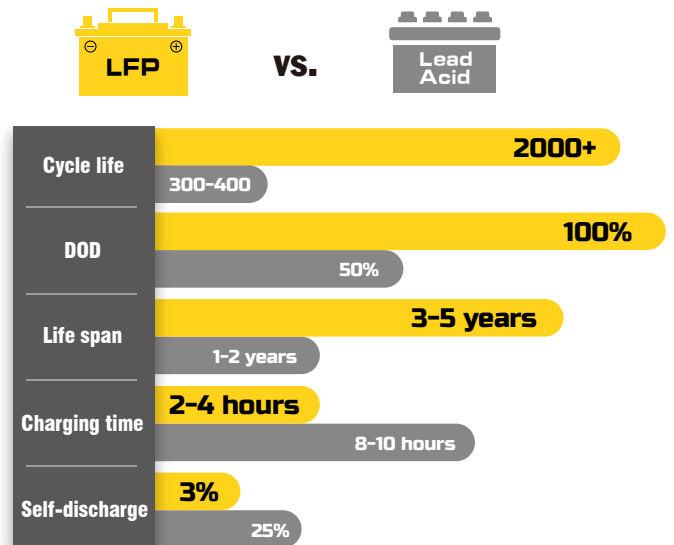 LFP
vs.
Lead
Acid
Cycle life
2000+
300-400
DOD
100%
50%
Life span
3-5 years
1-2 years
Charging time
2-4 hours
8-10 hours
Self-discharge
3%
25%